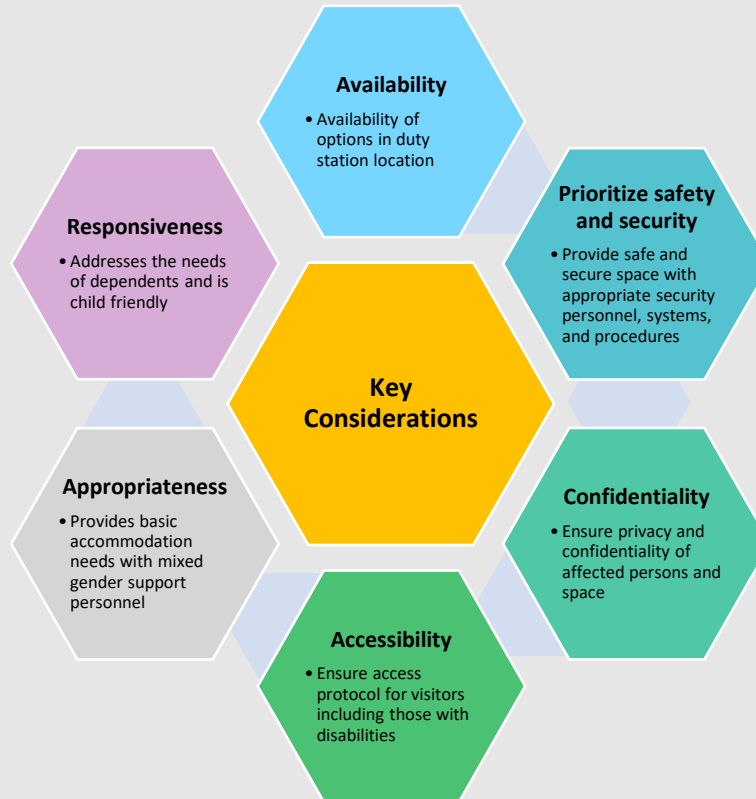 Availability
• Availability of
options in duty
station location
Prioritize safety
and security
• Provide safe and
secure space with
appropriate security
personnel, systems,
and procedures
Confidentiality
• Ensure privacy and
confidentiality of
affected persons and
space
Accessibility
• Ensure access
protocol for visitors
including those with
disabilities
Appropriateness
• Provides basic
accommodation
needs with mixed
gender support
personnel
Responsiveness
• Addresses the needs
of dependents and is
child friendly
Key
Considerations